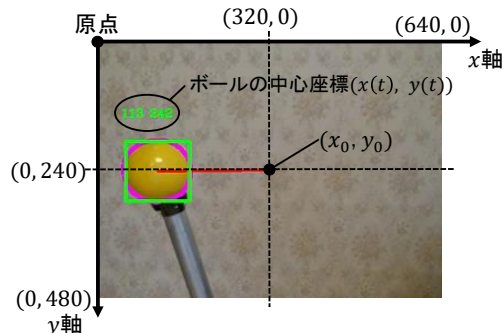 原点
(320, 0)
(640, 0)
x軸
ボールの中心座標(x(t), y(t))
113 242
(x₀, y₀)
(0, 240)
(0, 480)
y軸